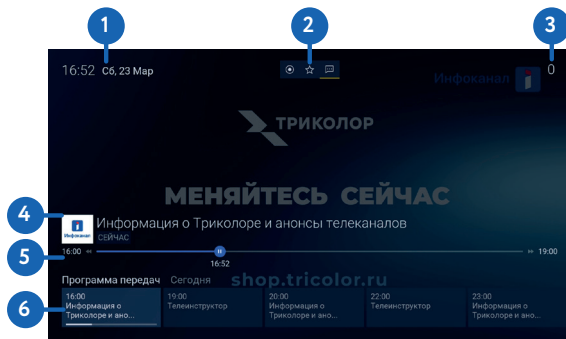 1
2
3
16:52 Сб, 23 Мар
Инфоканал
0
ТРИКОЛОР
МЕНЯЙТЕСЬ СЕЙЧАС
4
Инфоканал
Информация о Триколоре и анонсы телеканалов
СЕЙЧАС
5
16:00
19:00
16:52
Программа передач Сегодня
shop.tricolor.ru
6
16:00
Информация о
Триколоре и ано...
19:00
Телеинструктор
20:00
Информация о
Триколоре и ано...
22:00
Телеинструктор
23:00
Информация о
Триколоре и ано...